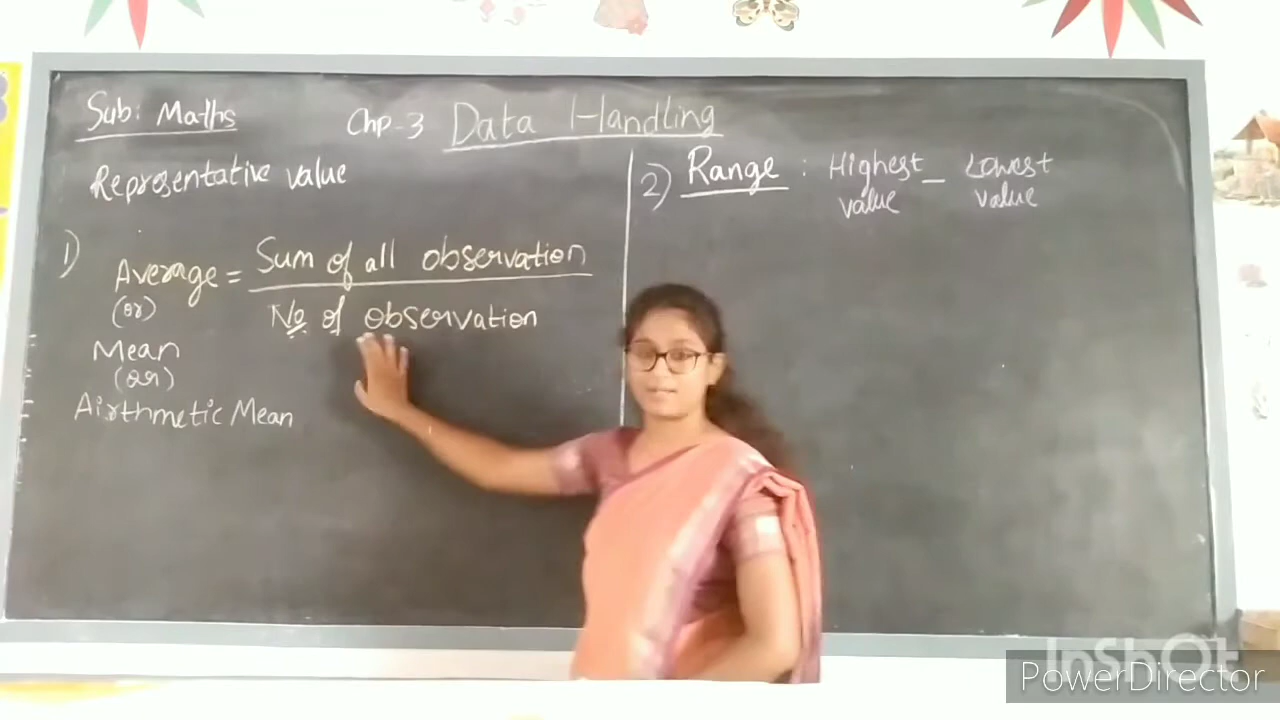 Sub: Maths
Chp-3 Data Handling
Representative value
1) Average = Sum of all observation
No of observation
(or)
Mean
(or)
Airthmetic Mean
2) Range : Highest value - Lowest value
InShOt
PowerDirector